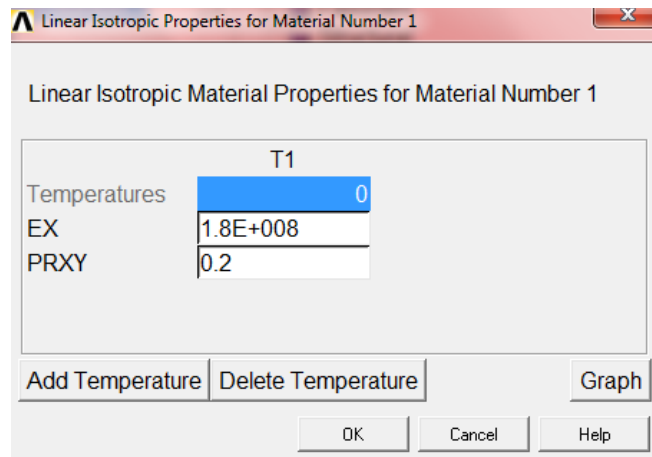 Linear Isotropic Properties for Material Number 1
Linear Isotropic Material Properties for Material Number 1
T1
Temperatures 0
EX 1.8E+008
PRXY 0.2
Add Temperature Delete Temperature Graph
OK Cancel Help